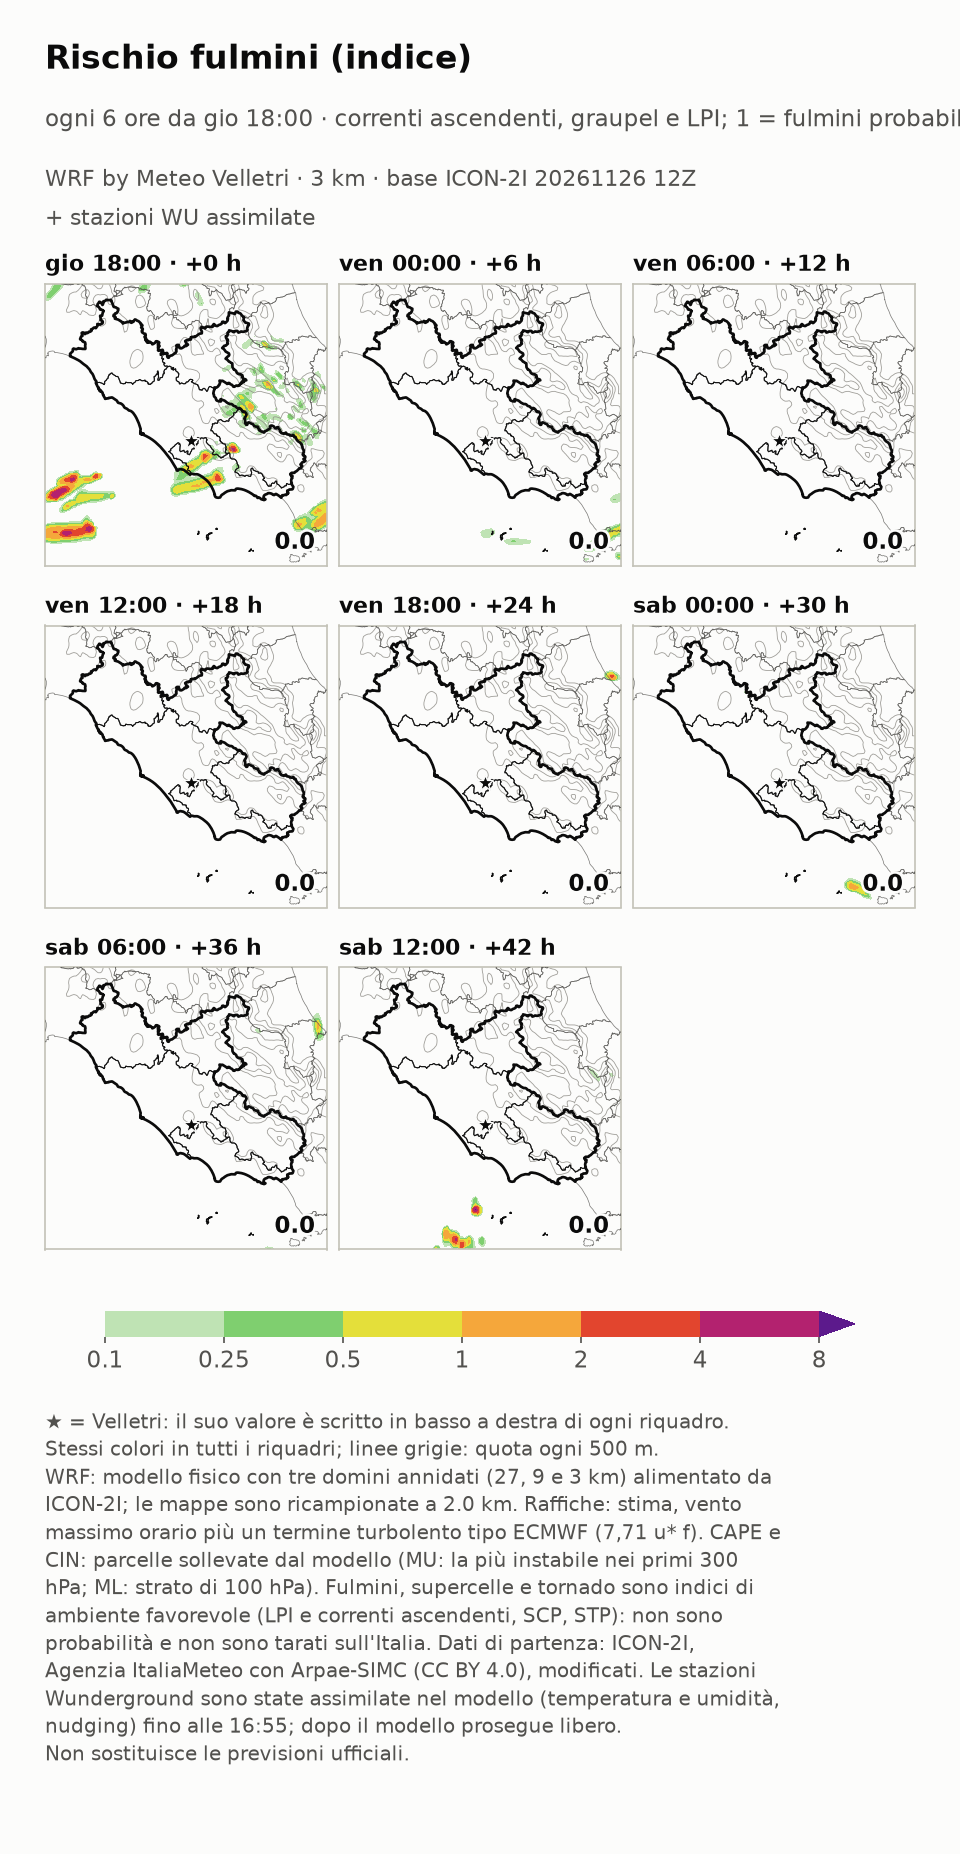 Rischio fulmini (indice)
ogni 6 ore da gio 18:00 · correnti ascendenti, graupel e LPI; 1 = fulmini probabil
WRF by Meteo Velletri · 3 km · base ICON-2I 20261126 12Z
+ stazioni WU assimilate
gio 18:00 · +0 h
ven 00:00 · +6 h
ven 06:00 · +12 h
0.0
0.0
0.0
ven 12:00 · +18 h
ven 18:00 · +24 h
sab 00:00 · +30 h
0.0
0.0
0.0
sab 06:00 · +36 h
sab 12:00 · +42 h
0.0
0.0
0.1 0.25 0.5 1 2 4 8
★ = Velletri: il suo valore è scritto in basso a destra di ogni riquadro.
Stessi colori in tutti i riquadri; linee grigie: quota ogni 500 m.
WRF: modello fisico con tre domini annidati (27, 9 e 3 km) alimentato da
ICON-2I; le mappe sono ricampionate a 2.0 km. Raffiche: stima, vento
massimo orario più un termine turbolento tipo ECMWF (7,71 u* f). CAPE e
CIN: parcelle sollevate dal modello (MU: la più instabile nei primi 300
hPa; ML: strato di 100 hPa). Fulmini, supercelle e tornado sono indici di
ambiente favorevole (LPI e correnti ascendenti, SCP, STP): non sono
probabilità e non sono tarati sull'Italia. Dati di partenza: ICON-2I,
Agenzia ItaliaMeteo con Arpae-SIMC (CC BY 4.0), modificati. Le stazioni
Wunderground sono state assimilate nel modello (temperatura e umidità,
nudging) fino alle 16:55; dopo il modello prosegue libero.
Non sostituisce le previsioni ufficiali.